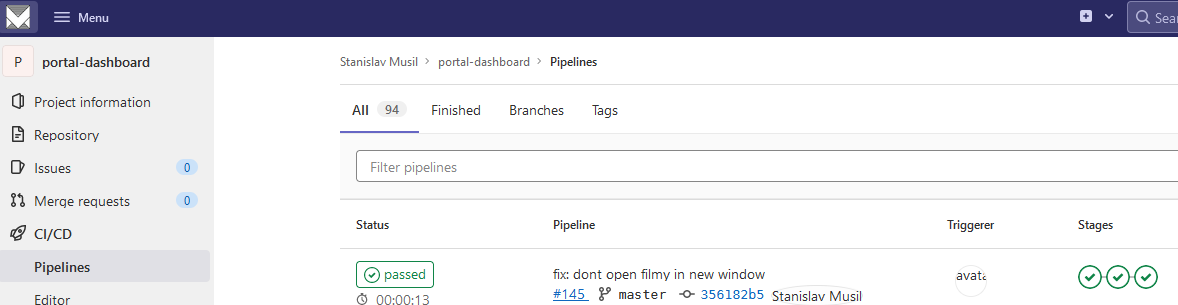 Menu
Sea
P portal-dashboard
Project information
Repository
Issues 0
Merge requests 0
CI/CD
Pipelines
Editor
Stanislav Musil > portal-dashboard > Pipelines
All 94 Finished Branches Tags
Filter pipelines
Status Pipeline Triggerer Stages
passed
00:00:13
fix: dont open filmy in new window
#145 master 356182b5 Stanislav Musil
avata